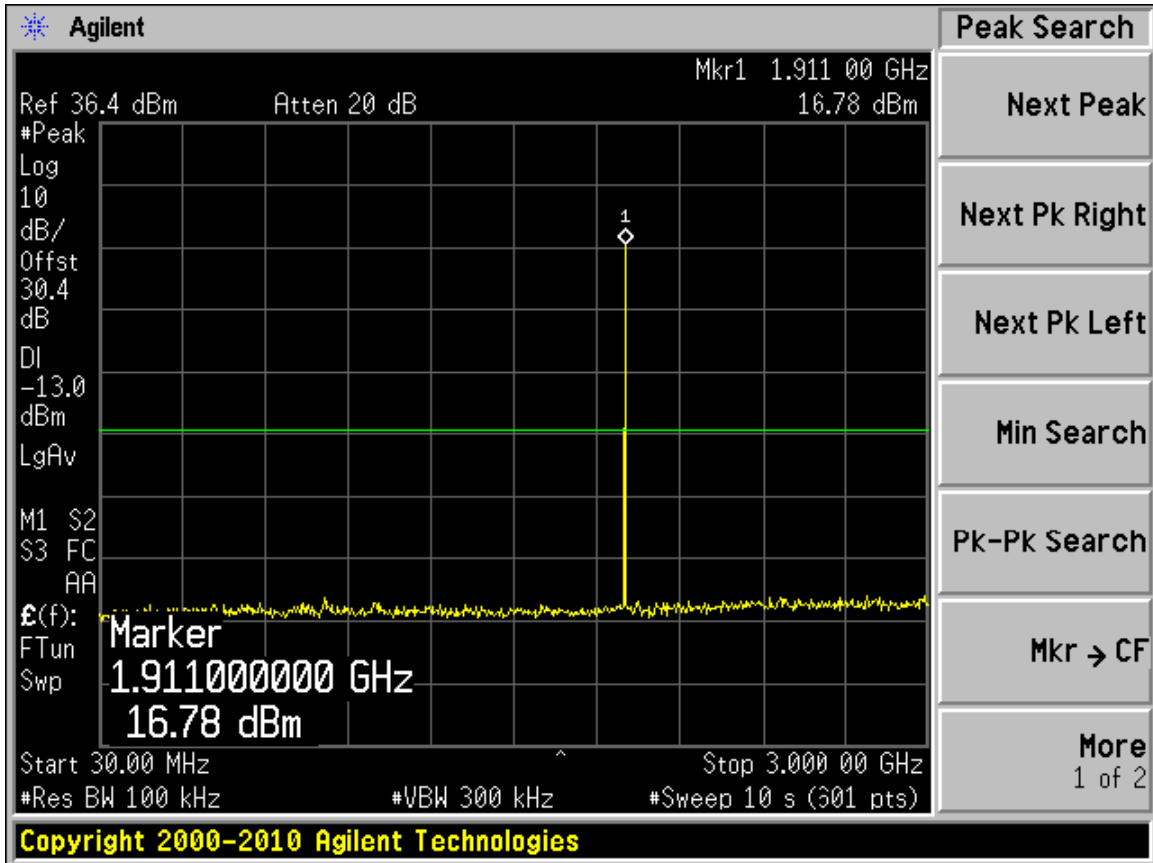 Agilent
Peak Search
Mkr1 1.911 00 GHz
Ref 36.4 dBm Atten 20 dB 16.78 dBm
#Peak
Log
10
dB/
Offst
30.4
dB
DI
-13.0
dBm
LgAv
M1 S2
S3 FC
AA
£(f):
FTun
Swp
1
Marker
1.911000000 GHz
16.78 dBm
Start 30.00 MHz Stop 3.000 00 GHz
#Res BW 100 kHz #VBW 300 kHz #Sweep 10 s (601 pts)
Copyright 2000-2010 Agilent Technologies
Next Peak
Next Pk Right
Next Pk Left
Min Search
Pk-Pk Search
Mkr → CF
More
1 of 2